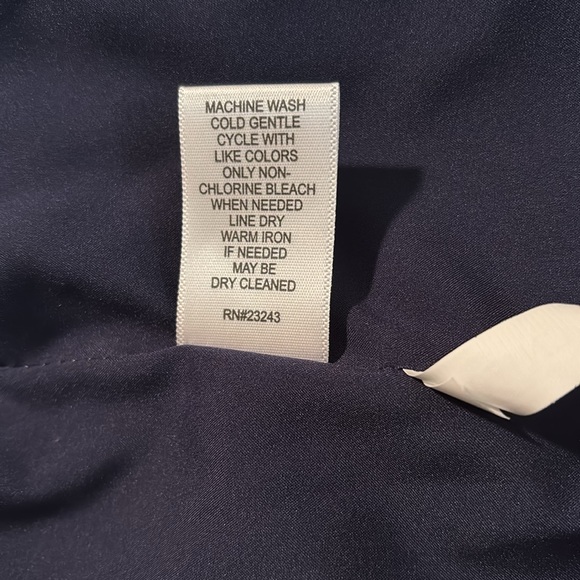 MACHINE WASH
COLD GENTLE
CYCLE WITH
LIKE COLORS
ONLY NON-
CHLORINE BLEACH
WHEN NEEDED
LINE DRY
WARM IRON
IF NEEDED
MAY BE
DRY CLEANED
RN#23243